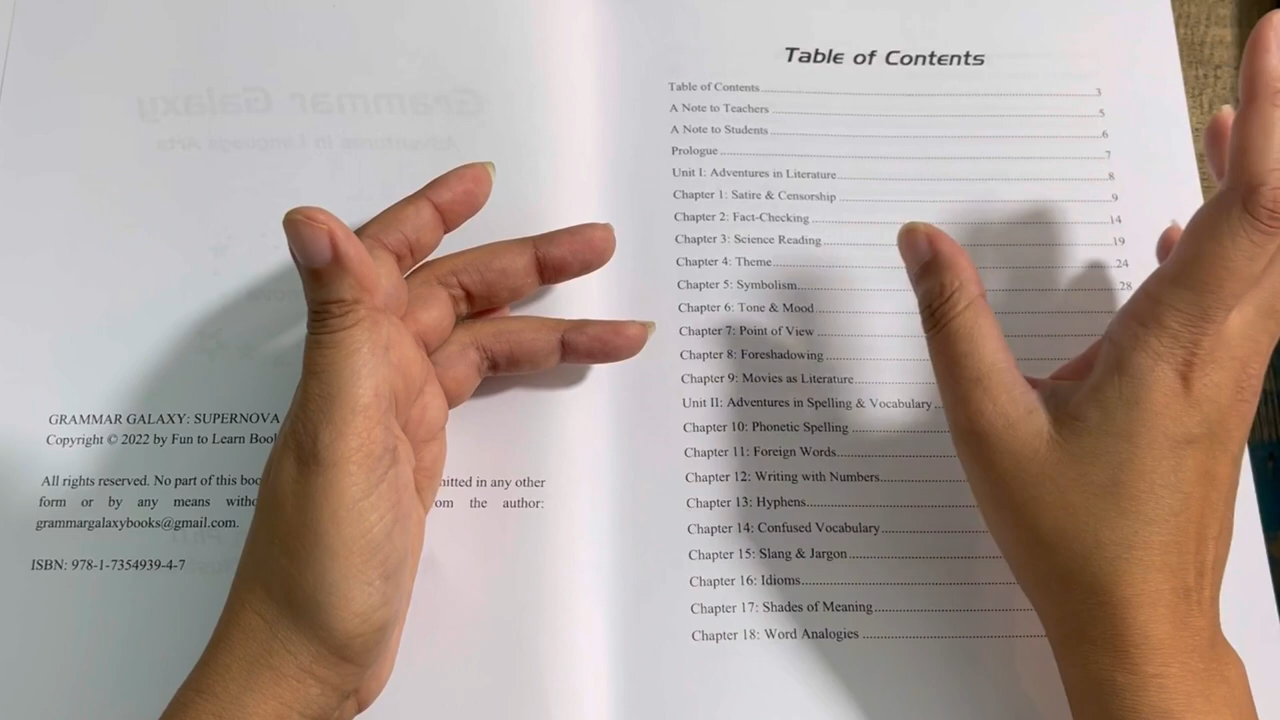 GRAMMAR GALAXY: SUPERNOVA
Copyright © 2022 by Fun to Learn
All rights reserved. No part of this in any other
form or by any means the author:
grammargalaxybooks@gmail.com.
ISBN: 978-1-7354939-4-7
Table of Contents
Table of Contents 3
A Note to Teachers 5
A Note to Students 6
Prologue 7
Unit I: Adventures in Literature 8
Chapter 1: Satire & Censorship 9
Chapter 2: Fact-Checking 14
Chapter 3: Science Reading 19
Chapter 4: Theme 24
Chapter 5: Symbolism 28
Chapter 6: Tone & Mood
Chapter 7: Point of View
Chapter 8: Foreshadowing
Chapter 9: Movies as Literature
Unit II: Adventures in Spelling & Vocabulary
Chapter 10: Phonetic Spelling
Chapter 11: Foreign Words
Chapter 12: Writing with Numbers
Chapter 13: Hyphens
Chapter 14: Confused Vocabulary
Chapter 15: Slang & Jargon
Chapter 16: Idioms
Chapter 17: Shades of Meaning
Chapter 18: Word Analogies